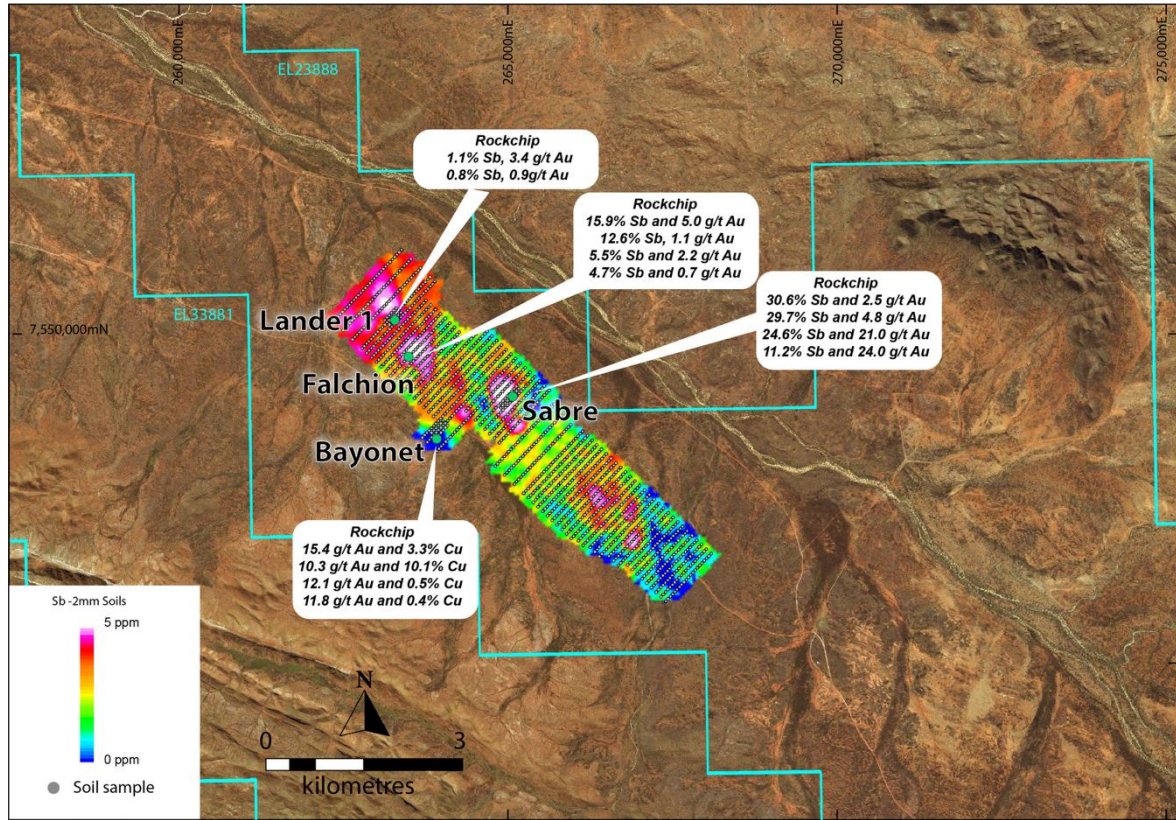 260,000mE
265,000mE
270,000mE
275,000mE
EL23888
Rockchip
1.1% Sb, 3.4 g/t Au
0.8% Sb, 0.9g/t Au
Rockchip
15.9% Sb and 5.0 g/t Au
12.6% Sb, 1.1 g/t Au
5.5% Sb and 2.2 g/t Au
4.7% Sb and 0.7 g/t Au
Rockchip
30.6% Sb and 2.5 g/t Au
29.7% Sb and 4.8 g/t Au
24.6% Sb and 21.0 g/t Au
11.2% Sb and 24.0 g/t Au
EL33881
7,550,000mN
Lander 1
Falchion
Sabre
Bayonet
Rockchip
15.4 g/t Au and 3.3% Cu
10.3 g/t Au and 10.1% Cu
12.1 g/t Au and 0.5% Cu
11.8 g/t Au and 0.4% Cu
Sb -2mm Soils
5 ppm
0 ppm
Soil sample
N
0 3
kilometres